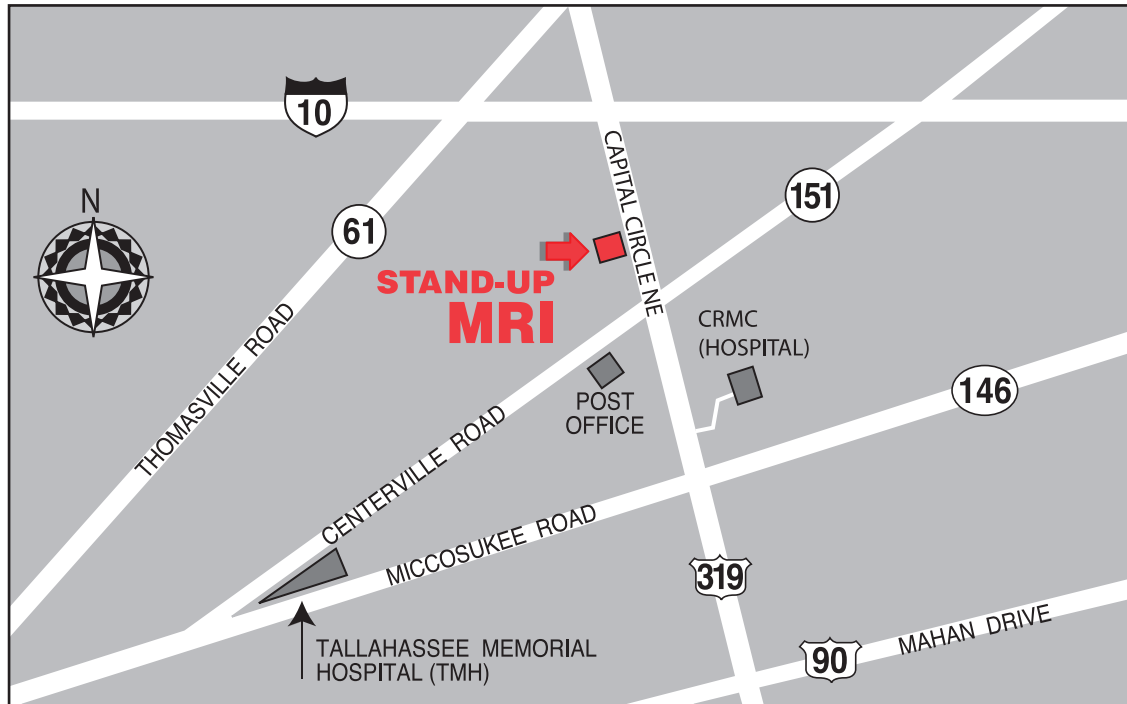 10
N
61
THOMASVILLE ROAD
CAPITAL CIRCLE NE
151
STAND-UP
MRI
CRMC
(HOSPITAL)
POST
OFFICE
146
CENTERVILLE ROAD
MICCOSUKEE ROAD
319
TALLAHASSEE MEMORIAL
HOSPITAL (TMH)
90
MAHAN DRIVE